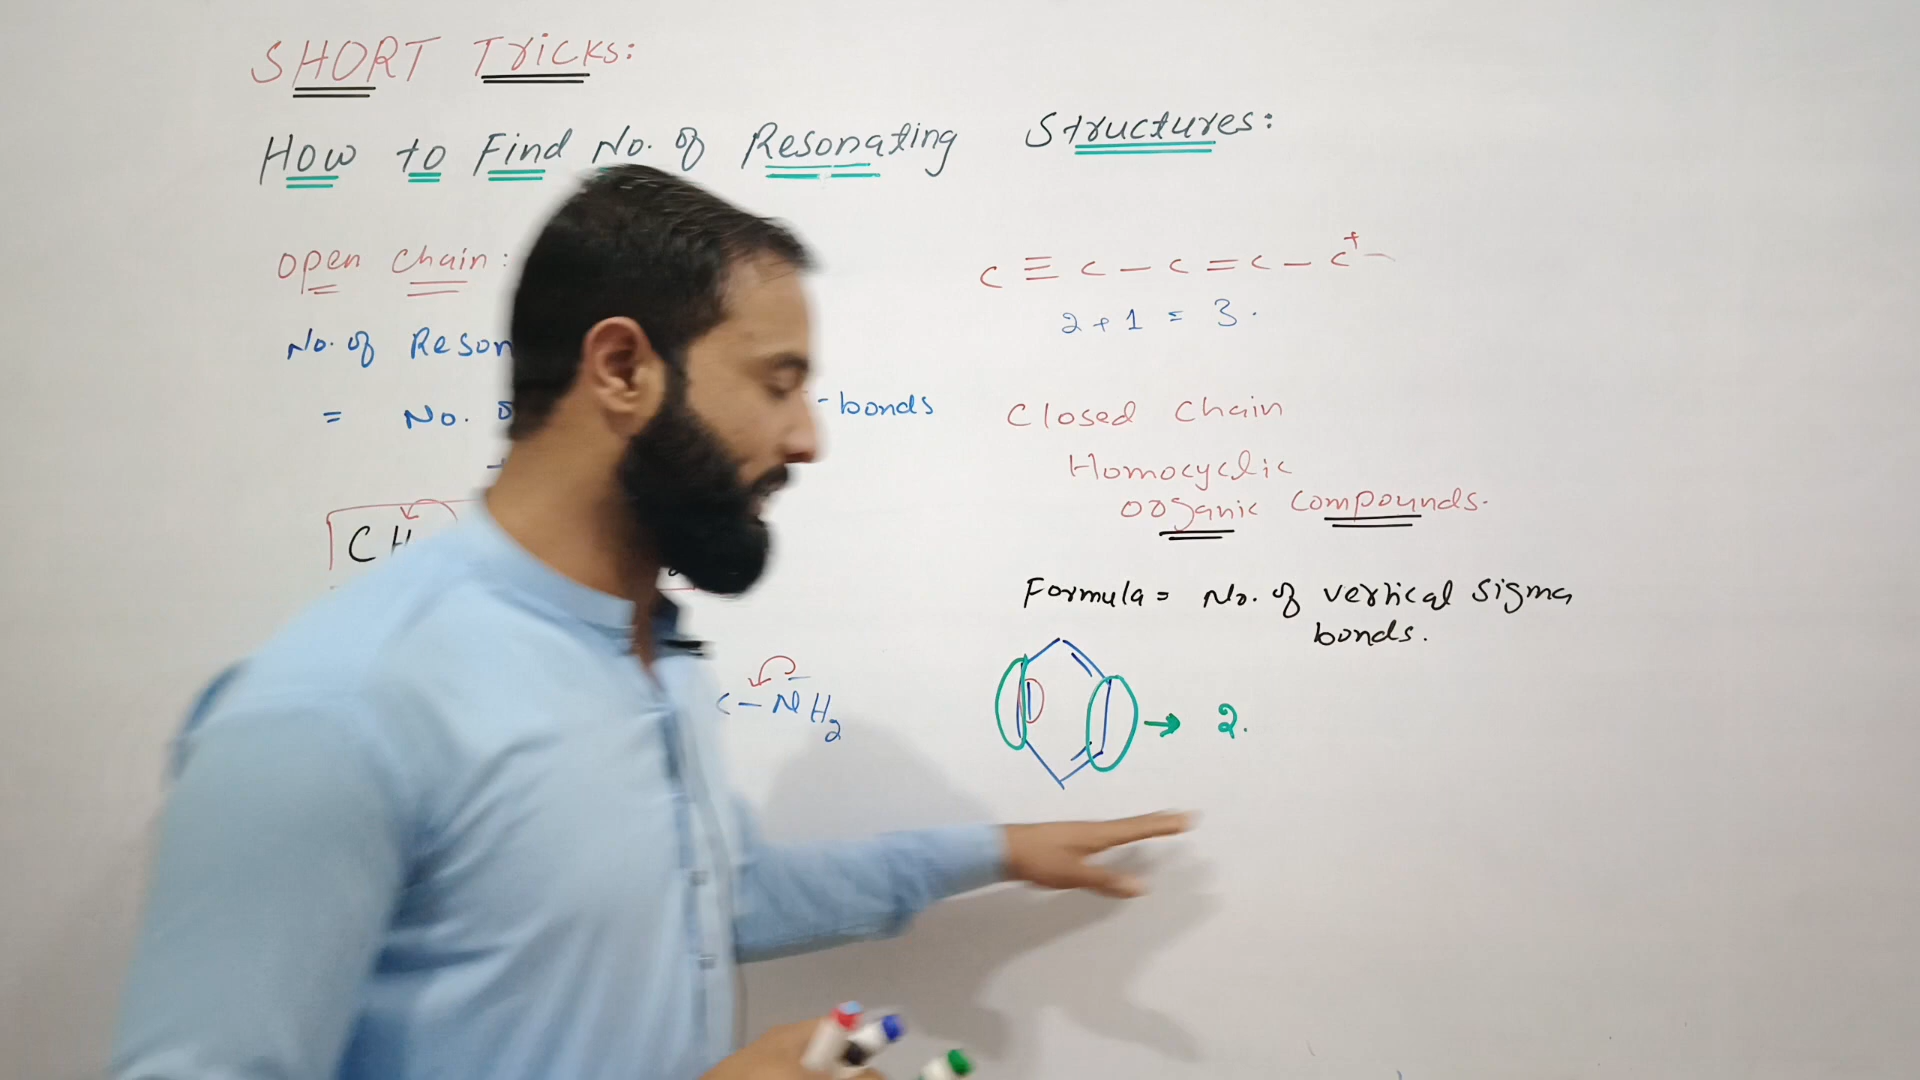 SHORT Tricks:
How to Find No. of Resonating Structures:
Open Chain:
No. of Reson
= No. -bonds
+
CH
C-NH2
C≡C-C=C-C+-
2+1=3.
Closed Chain
Homocyclic
Organic Compounds.
Formula= No. of vertical Sigma
bonds.
→ 2.